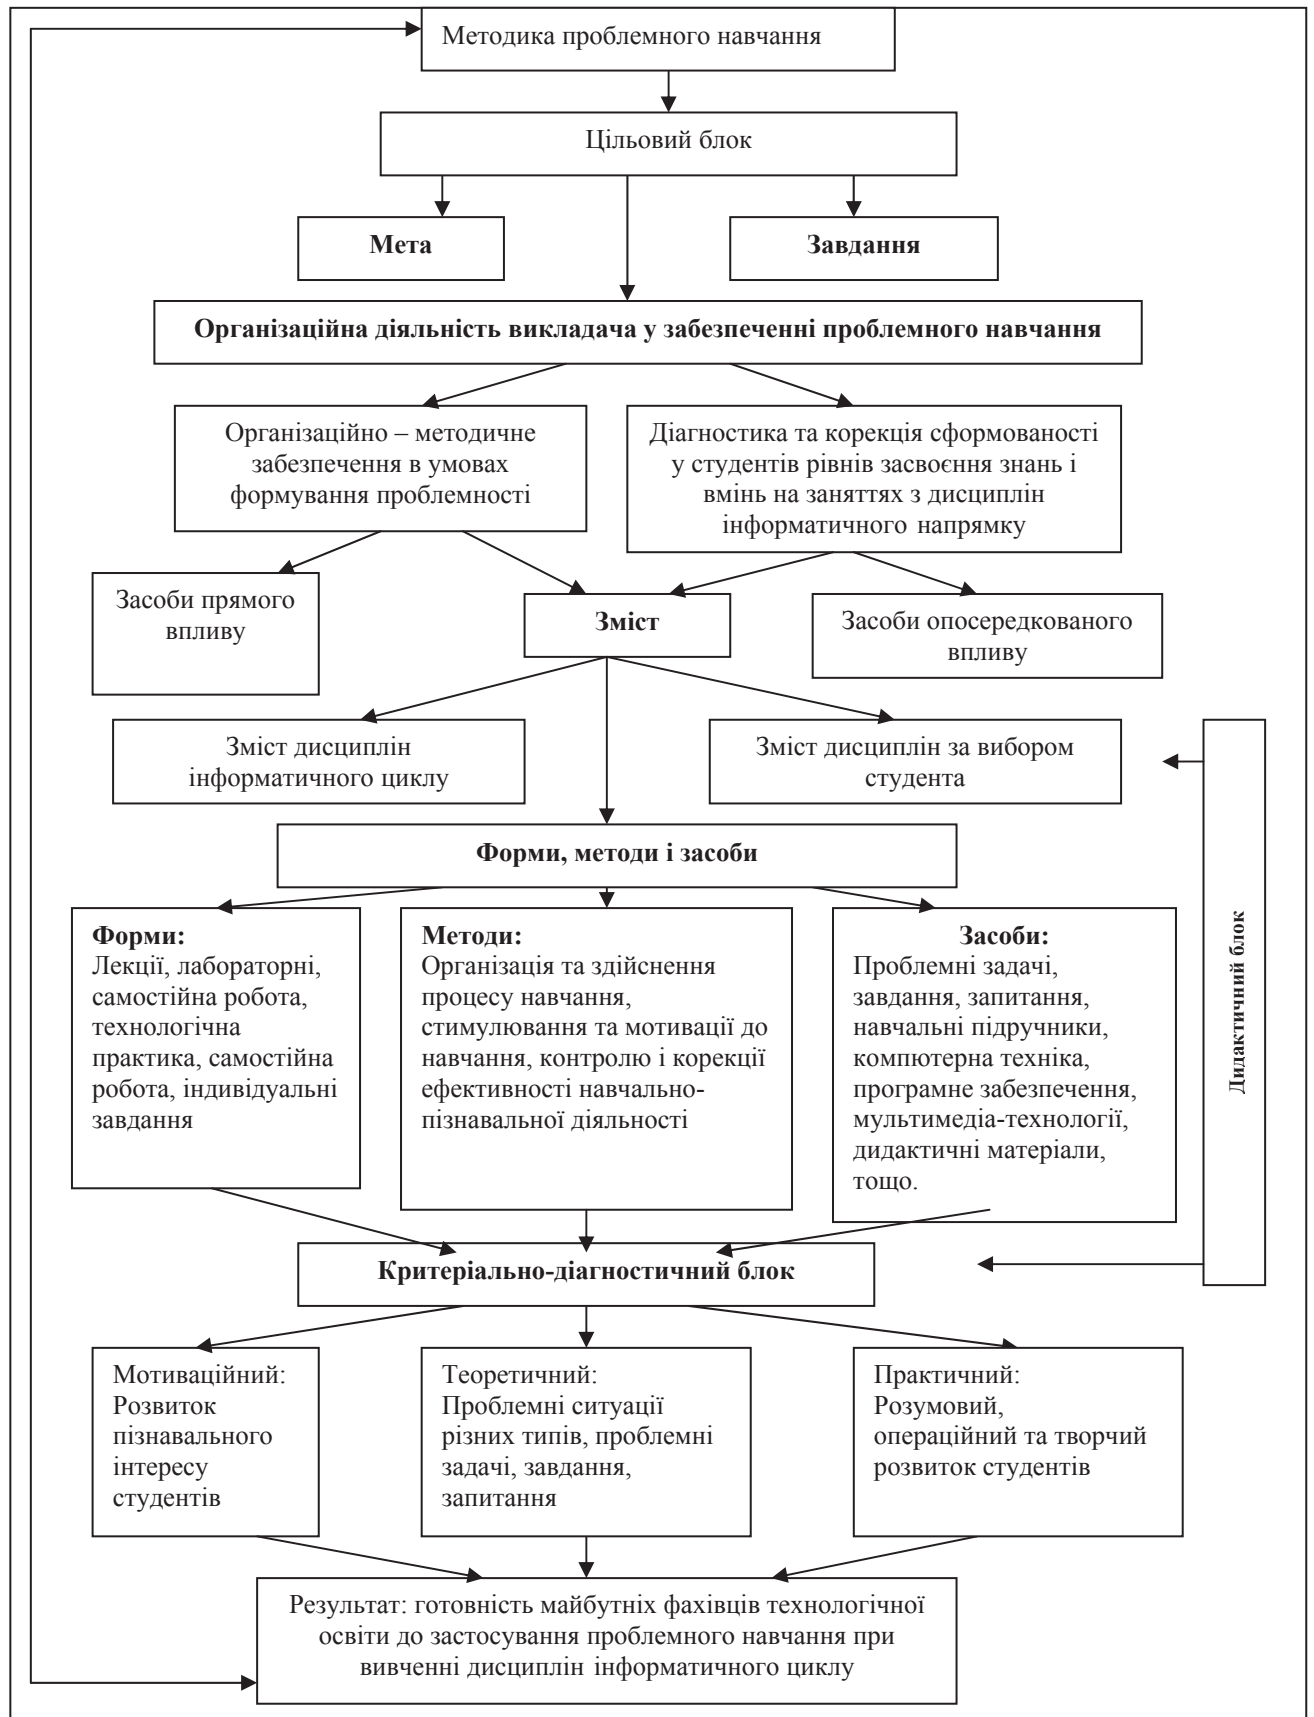 Методика проблемного навчання
Цільовий блок
Мета
Завдання
Організаційна діяльність викладача у забезпеченні проблемного навчання
Організаційно – методичне
забезпечення в умовах
формування проблемності
Діагностика та корекція сформованості
у студентів рівнів засвоєння знань і
вмінь на заняттях з дисциплін
інформатичного напрямку
Засоби прямого
впливу
Зміст
Засоби опосередкованого
впливу
Зміст дисциплін
інформатичного циклу
Зміст дисциплін за вибором
студента
Форми, методи і засоби
Форми:
Лекції, лабораторні,
самостійна робота,
технологічна
практика, самостійна
робота, індивідуальні
завдання
Методи:
Організація та здійснення
процесу навчання,
стимулювання та мотивації до
навчання, контролю і корекції
ефективності навчально-
пізнавальної діяльності
Засоби:
Проблемні задачі,
завдання, запитання,
навчальні підручники,
компютерна техніка,
програмне забезпечення,
мультимедіа-технології,
дидактичні матеріали,
тощо.
Дидактичний блок
Критеріально-діагностичний блок
Мотиваційний:
Розвиток
пізнавального
інтересу
студентів
Теоретичний:
Проблемні ситуації
різних типів, проблемні
задачі, завдання,
запитання
Практичний:
Розумовий,
операційний та творчий
розвиток студентів
Результат: готовність майбутніх фахівців технологічної
освіти до застосування проблемного навчання при
вивченні дисциплін інформатичного циклу